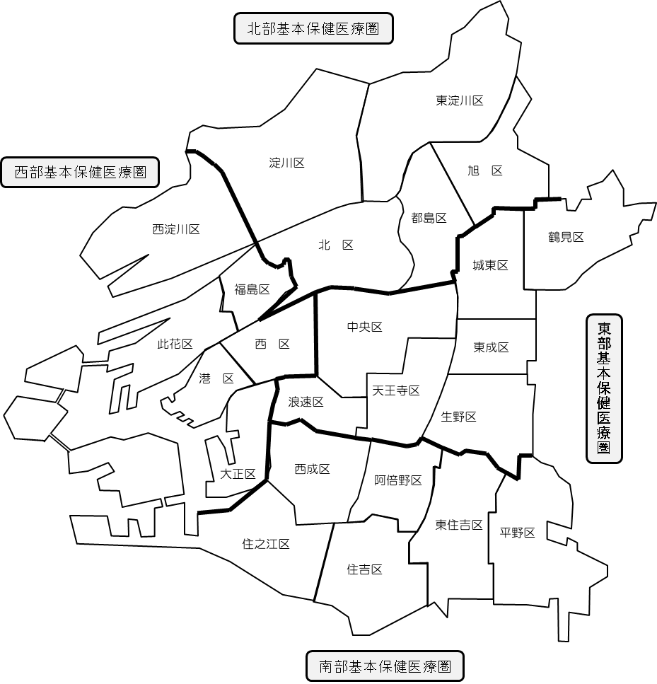 北部基本保健医療圏
東淀川区
淀川区
旭　区
西部基本保健医療圏
都島区
西淀川区
北　区
鶴見区
城東区
福島区
中央区
此花区
西　区
東成区
東部基本保健医療圏
港　区
天王寺区
浪速区
生野区
西成区
大正区
阿倍野区
東住吉区
平野区
住之江区
住吉区
南部基本保健医療圏